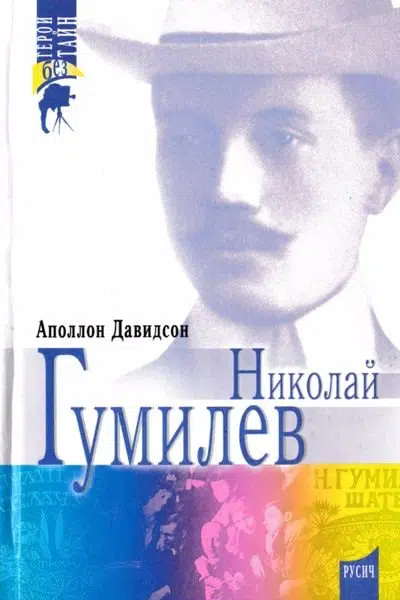 ГЕРОИ
без
ТАЙН
Аполлон Давидсон
Николай
Гумилев
Н.ГУМИ
ШАТЕ
РУСИЧ